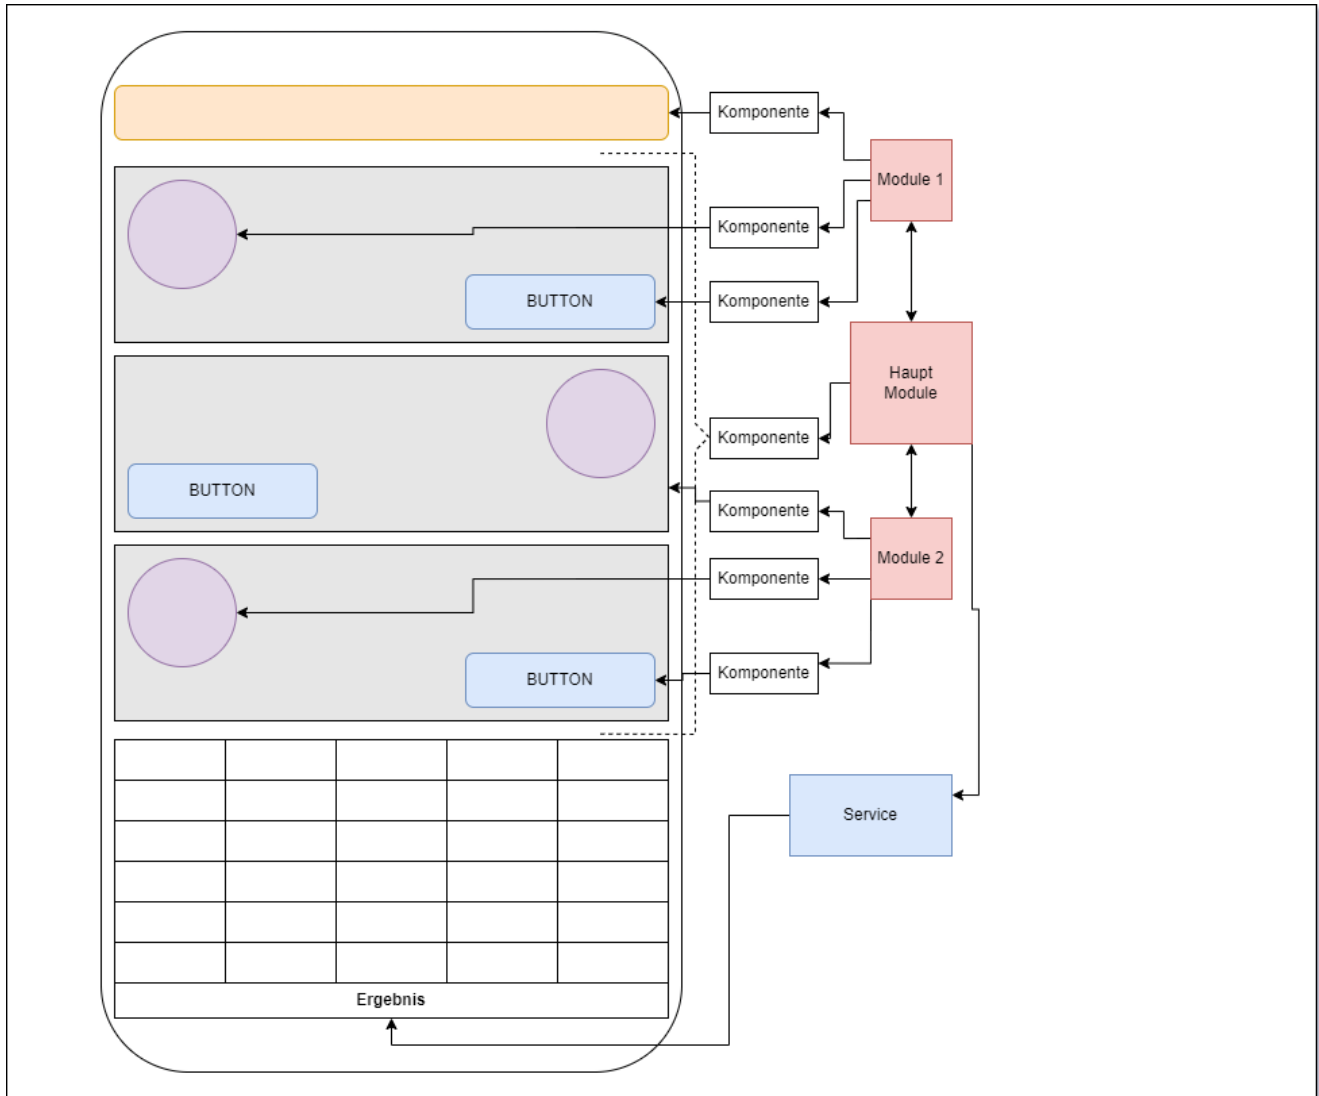 Komponente
Module 1
Komponente
BUTTON
Komponente
Haupt
Module
Komponente
BUTTON
Komponente
Module 2
Komponente
BUTTON
Komponente
Service
Ergebnis